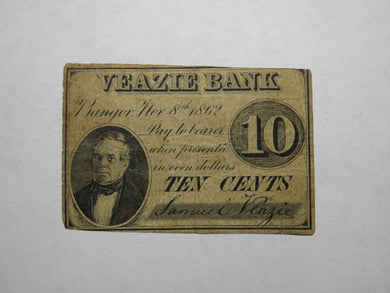 VEAZIE BANK
Bangor, Nov 8th 1862
Pay to bearer
10
when presented
in even dollars
TEN CENTS
Samuel Veazie